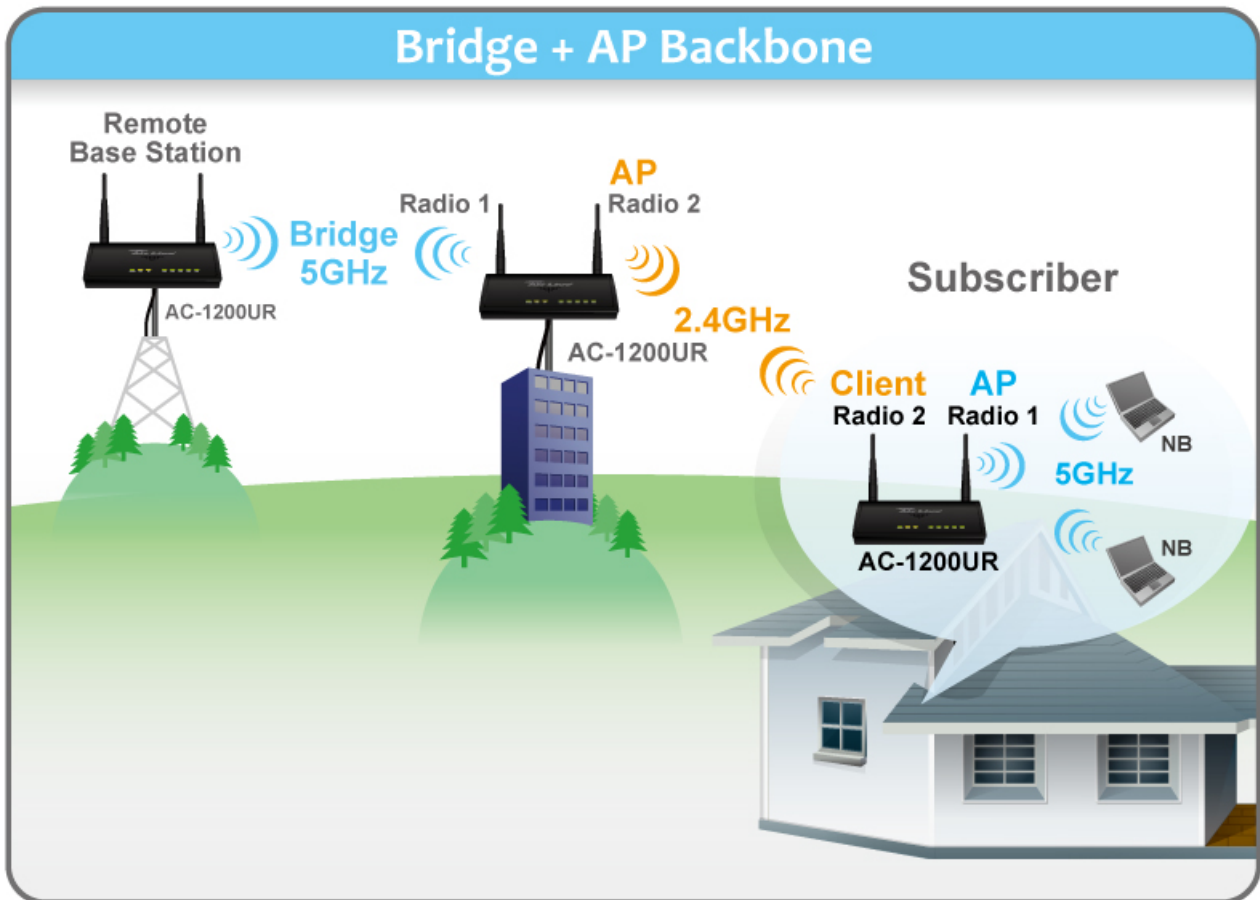 Bridge + AP Backbone
Remote
Base Station
AC-1200UR
Bridge
5GHz
Radio 1
AP
Radio 2
AC-1200UR
2.4GHz
Subscriber
Client
Radio 2
AP
Radio 1
AC-1200UR
5GHz
NB
NB